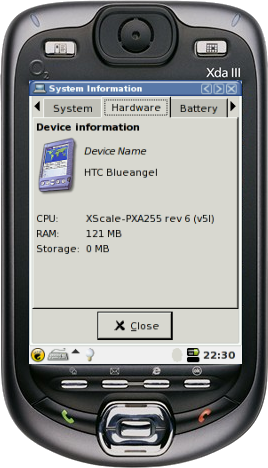 O2
Xda III
System Information
System Hardware Battery
Device information
Device Name
HTC Blueangel
CPU: XScale-PXA255 rev 6 (v5l)
RAM: 121 MB
Storage: 0 MB
Close
22:30